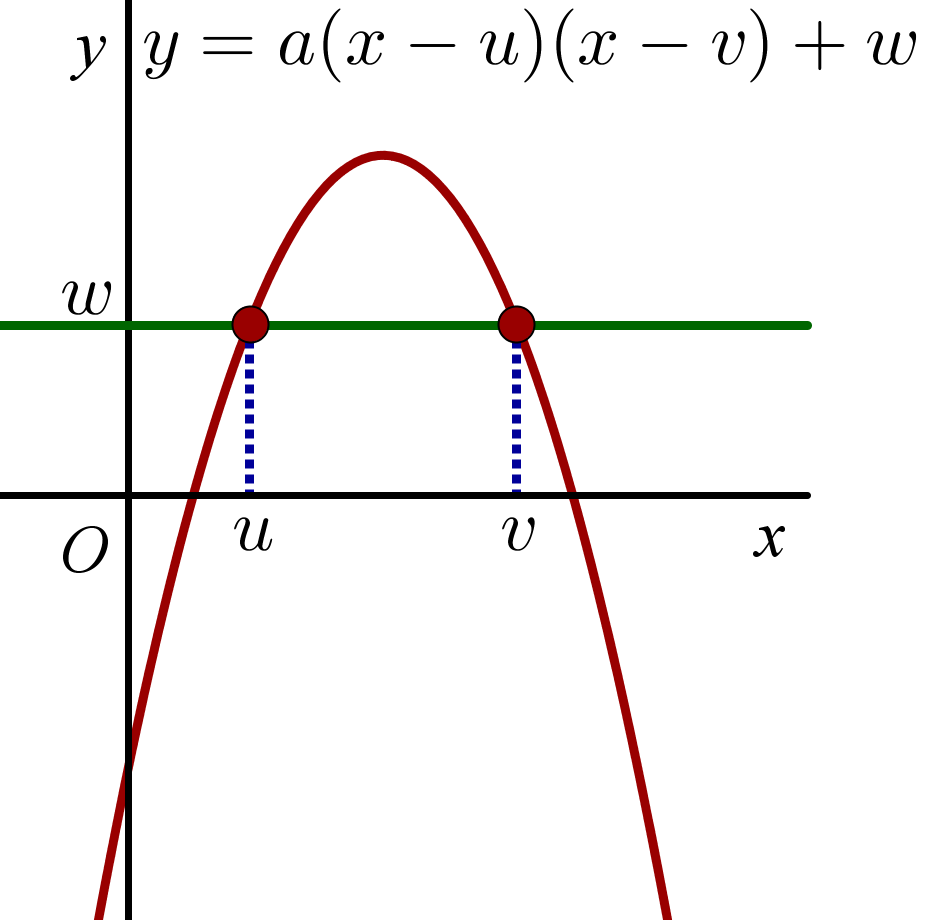 y y = a(x − u)(x − v) + w
w
O u v x